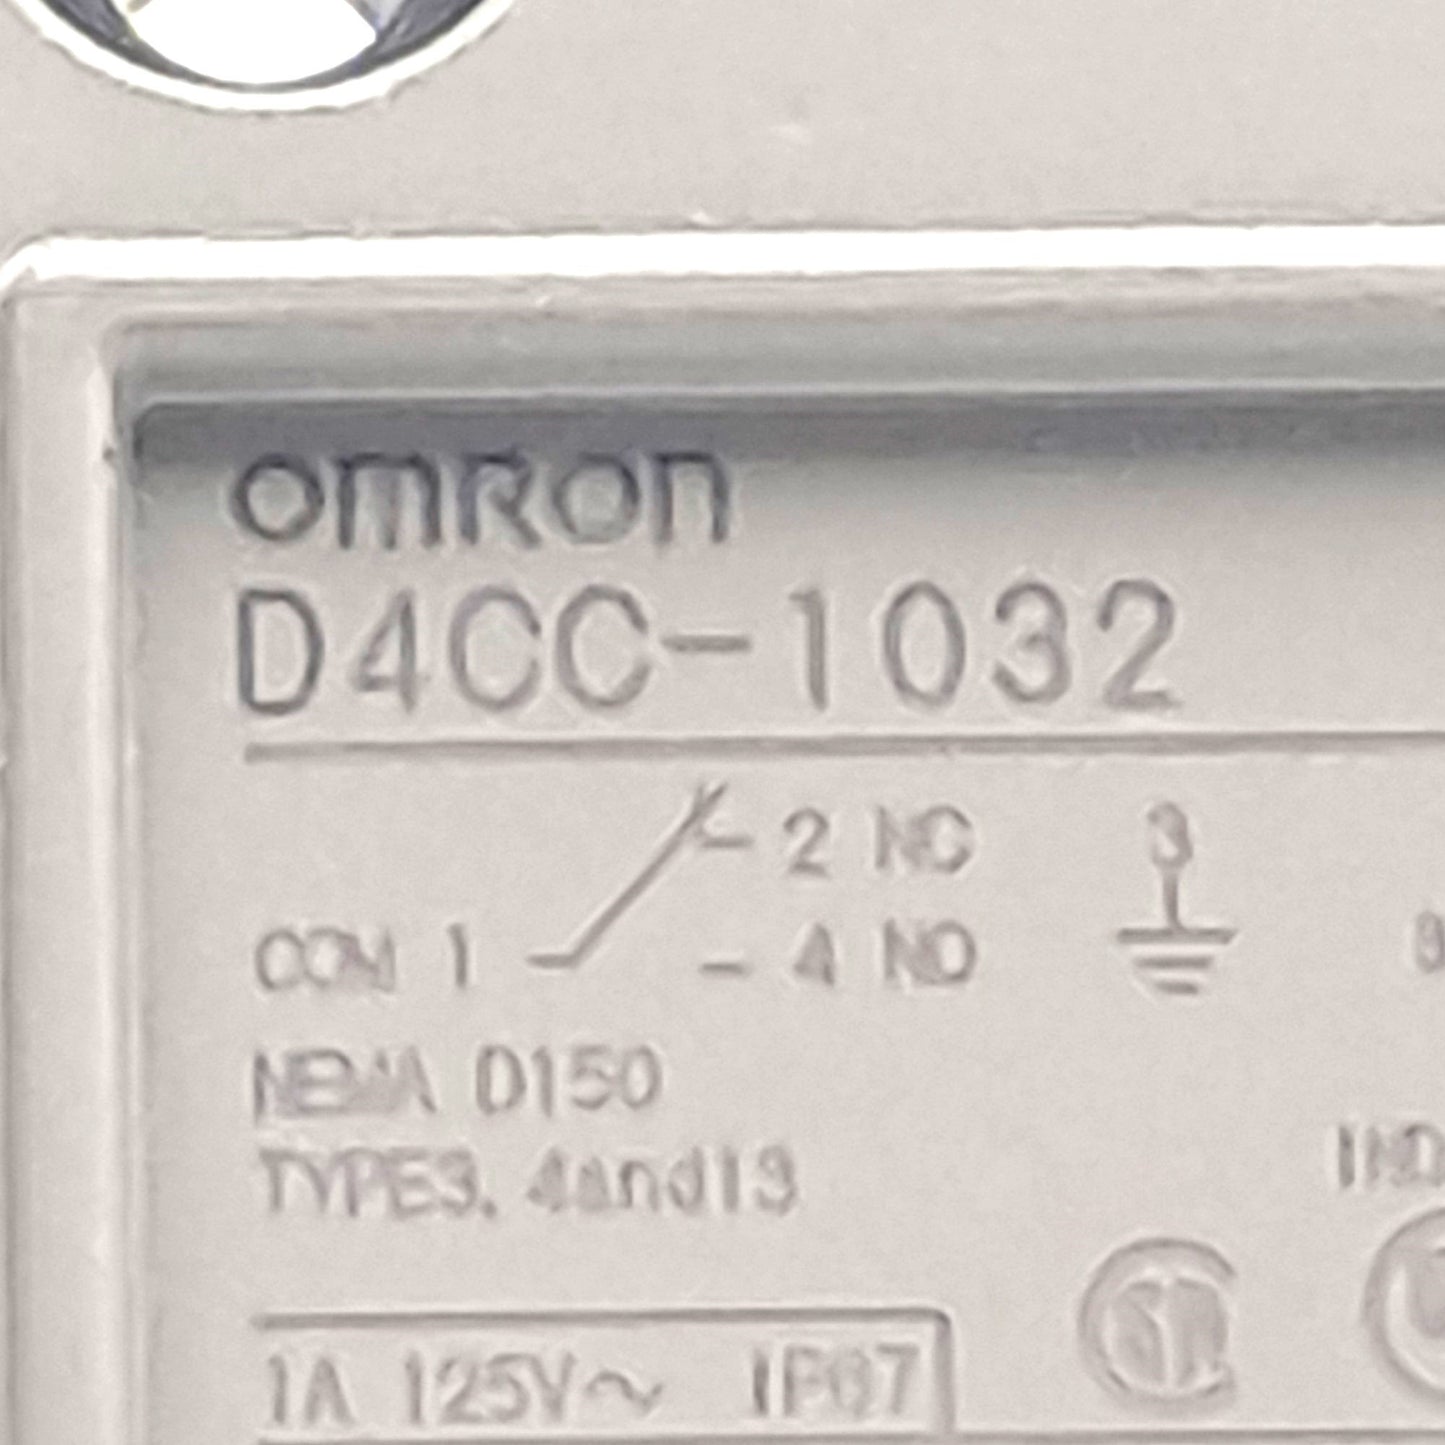 omron
D4CC-1032
2 NC
3
COM 1
4 NO
NEMA D150
TYPE3, 4and13
1A 125V~ IP67